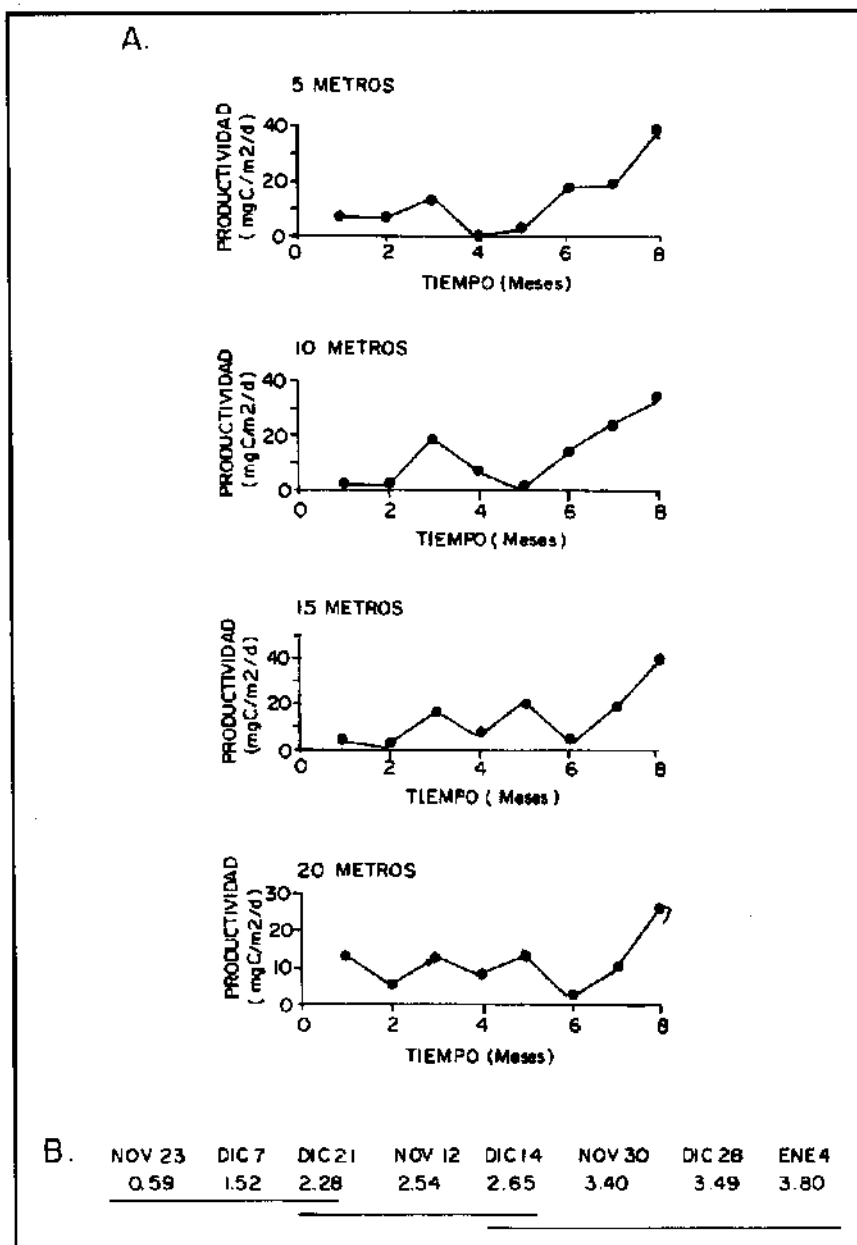 A.
5 METROS
PRODUCTIVIDAD
(mgC/m2/d)
40
20
0
0 2 4 6 8
TIEMPO (Meses)
10 METROS
PRODUCTIVIDAD
(mgC/m2/d)
40
20
0
0 2 4 6 8
TIEMPO (Meses)
15 METROS
PRODUCTIVIDAD
(mgC/m2/d)
40
20
0
0 2 4 6 8
TIEMPO (Meses)
20 METROS
PRODUCTIVIDAD
(mgC/m2/d)
30
20
10
0
0 2 4 6 8
TIEMPO (Meses)
B. NOV 23 DIC 7 DIC 21 NOV 12 DIC 14 NOV 30 DIC 28 ENE 4
0.59 1.52 2.28 2.54 2.65 3.40 3.49 3.80